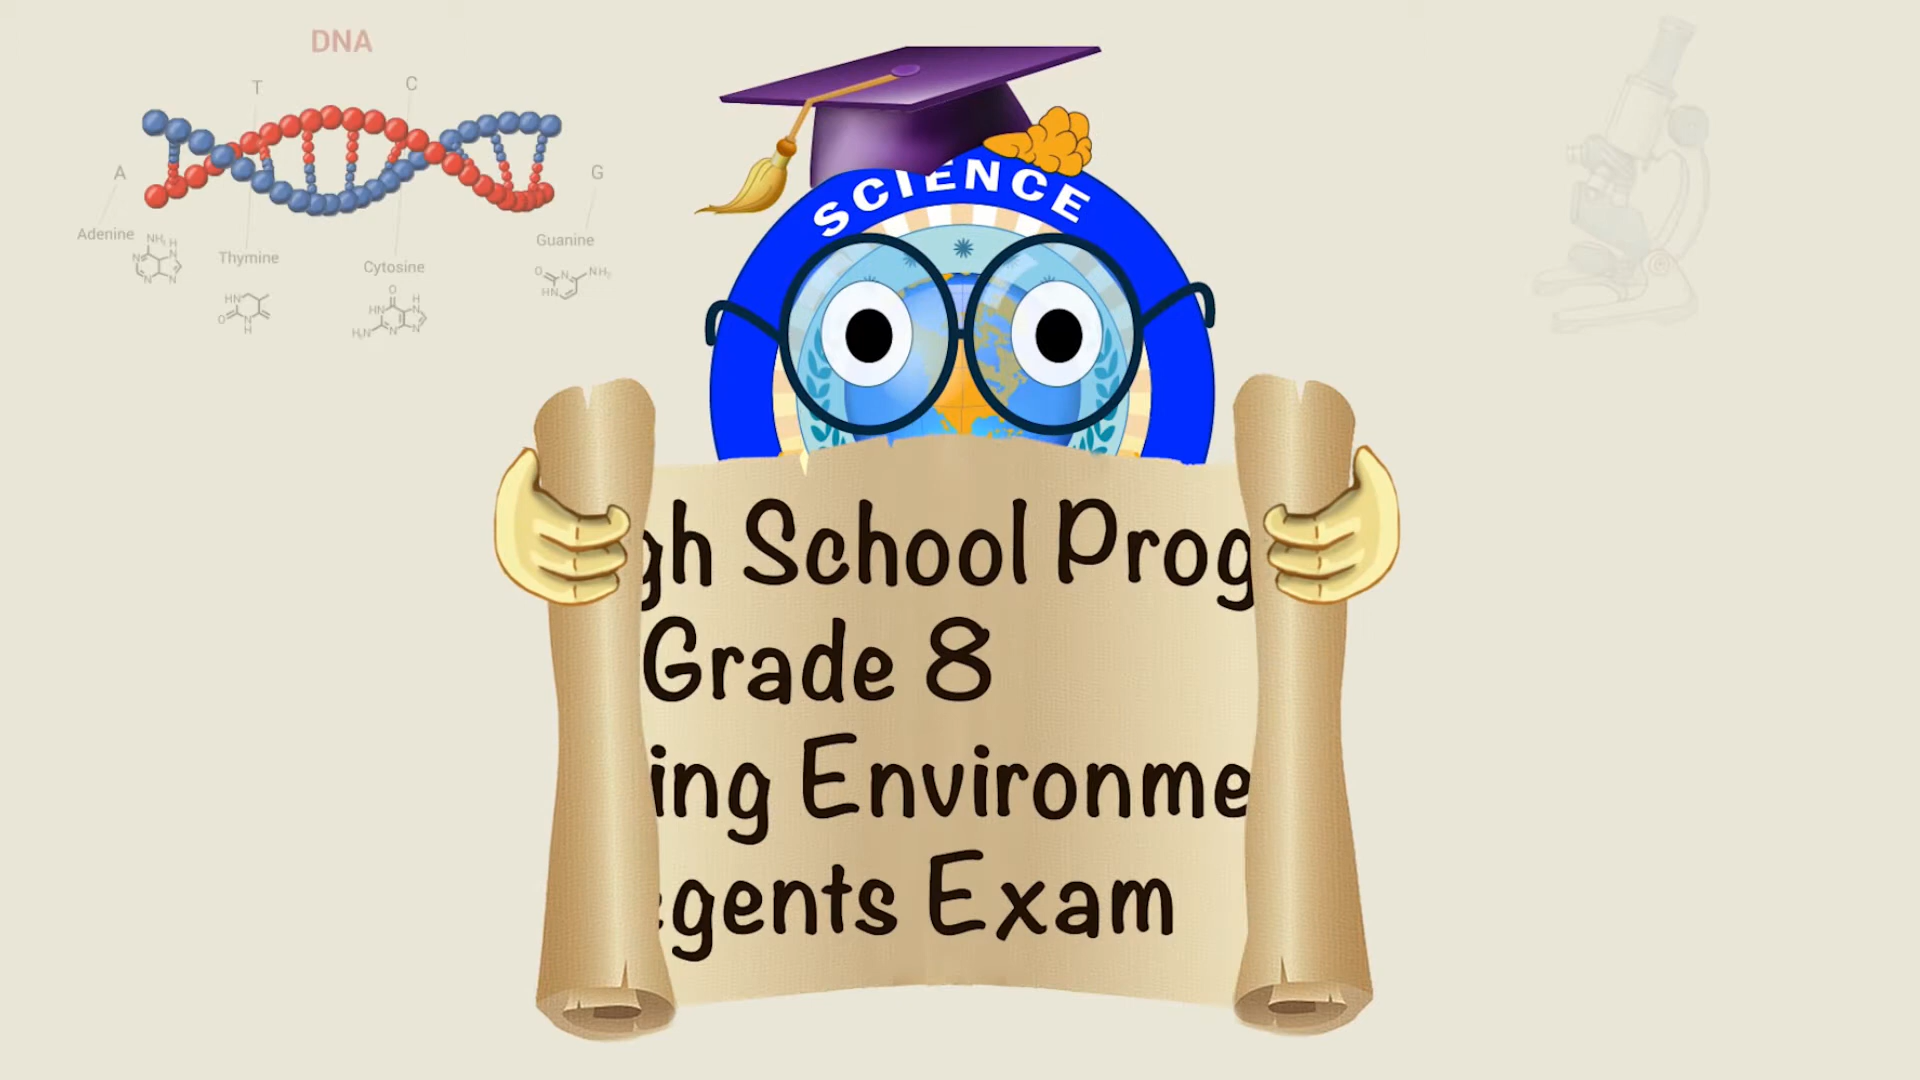 DNA
T
C
A
G
Adenine
Thymine
Cytosine
Guanine
SCIENCE
gh School Prog
Grade 8
ing Environme
egents Exam